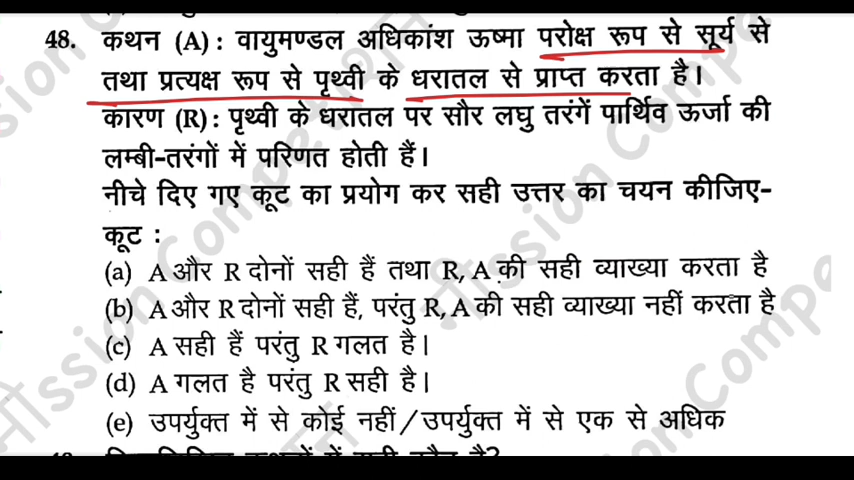 48. कथन (A) : वायुमण्डल अधिकांश ऊष्मा परोक्ष रूप से सूर्य से
तथा प्रत्यक्ष रूप से पृथ्वी के धरातल से प्राप्त करता है।
कारण (R) : पृथ्वी के धरातल पर सौर लघु तरंगें पार्थिव ऊर्जा की
लम्बी-तरंगों में परिणत होती हैं।
नीचे दिए गए कूट का प्रयोग कर सही उत्तर का चयन कीजिए-
कूट :
(a) A और R दोनों सही हैं तथा R, A की सही व्याख्या करता है
(b) A और R दोनों सही हैं, परंतु R, A की सही व्याख्या नहीं करता है
(c) A सही हैं परंतु R गलत है।
(d) A गलत है परंतु R सही है।
(e) उपर्युक्त में से कोई नहीं/उपर्युक्त में से एक से अधिक